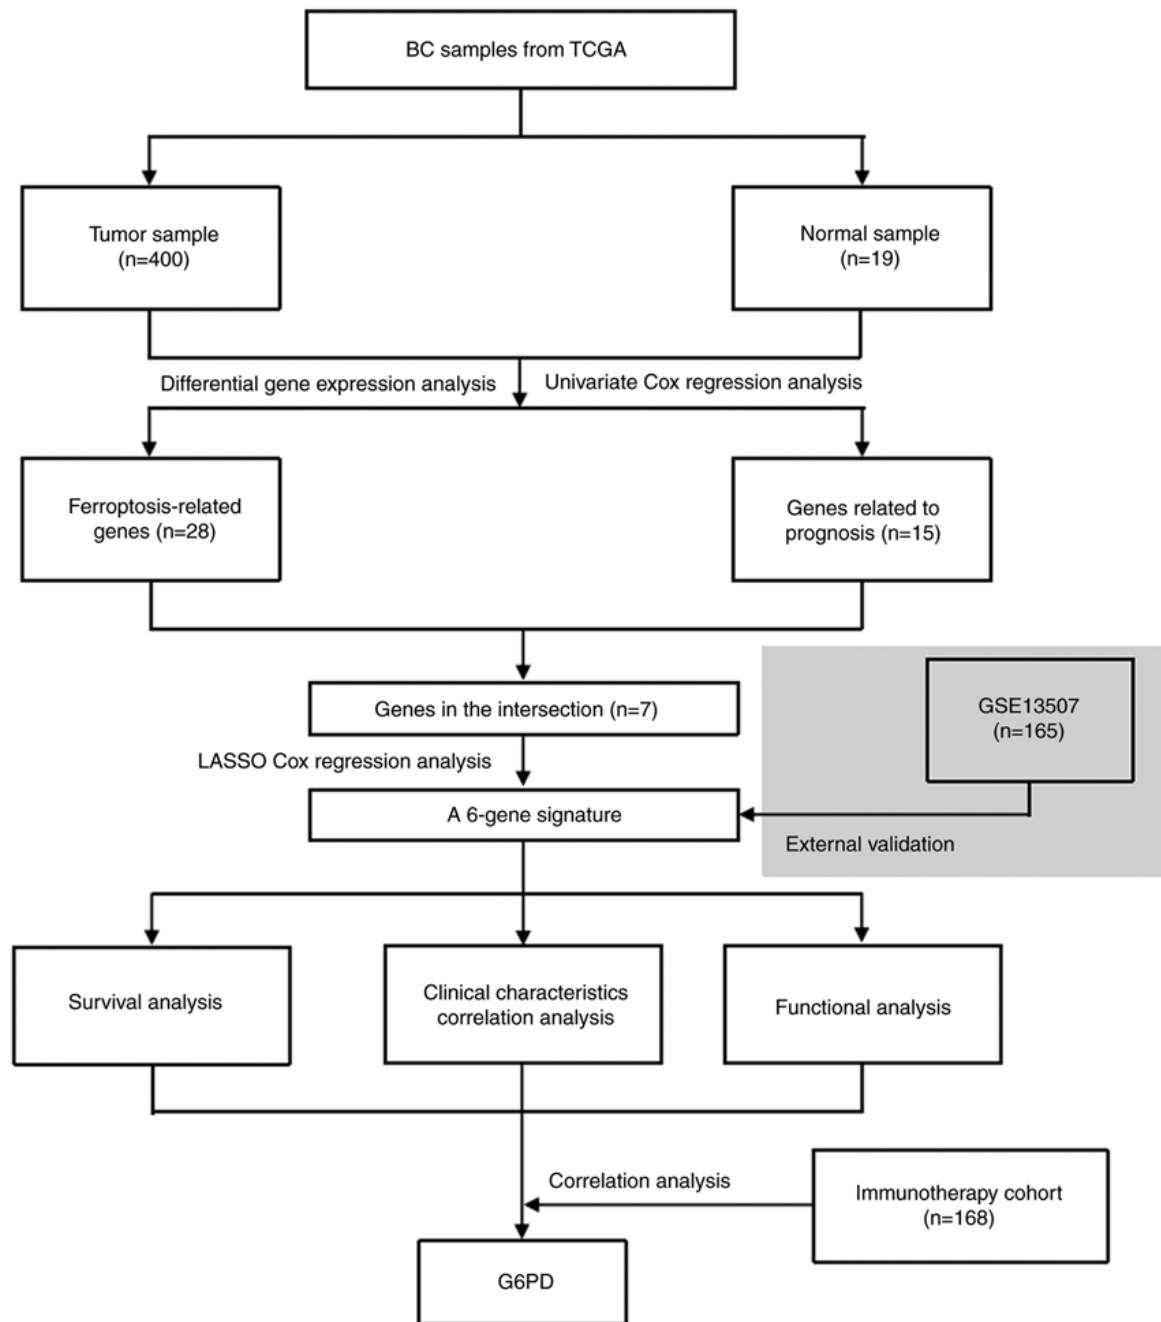 BC samples from TCGA
Tumor sample
(n=400)
Normal sample
(n=19)
Differential gene expression analysis
Univariate Cox regression analysis
Ferroptosis-related
genes (n=28)
Genes related to
prognosis (n=15)
Genes in the intersection (n=7)
GSE13507
(n=165)
LASSO Cox regression analysis
A 6-gene signature
External validation
Survival analysis
Clinical characteristics
correlation analysis
Functional analysis
Correlation analysis
Immunotherapy cohort
(n=168)
G6PD